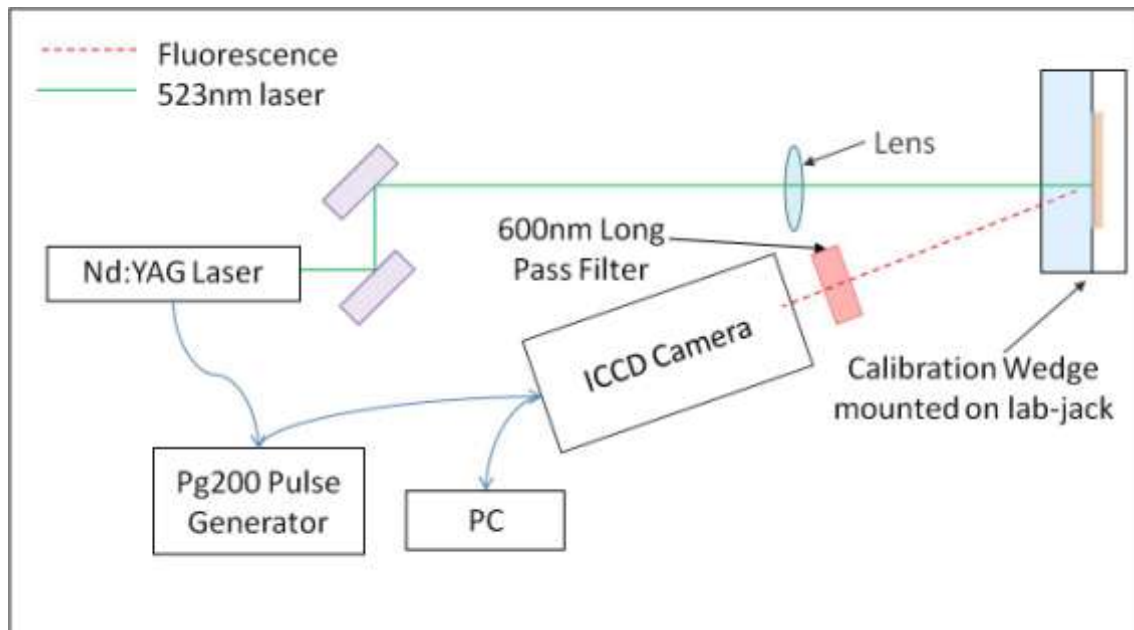 Fluorescence
523nm laser
Lens
600nm Long
Pass Filter
Nd:YAG Laser
ICCD Camera
Calibration Wedge
mounted on lab-jack
Pg200 Pulse
Generator
PC